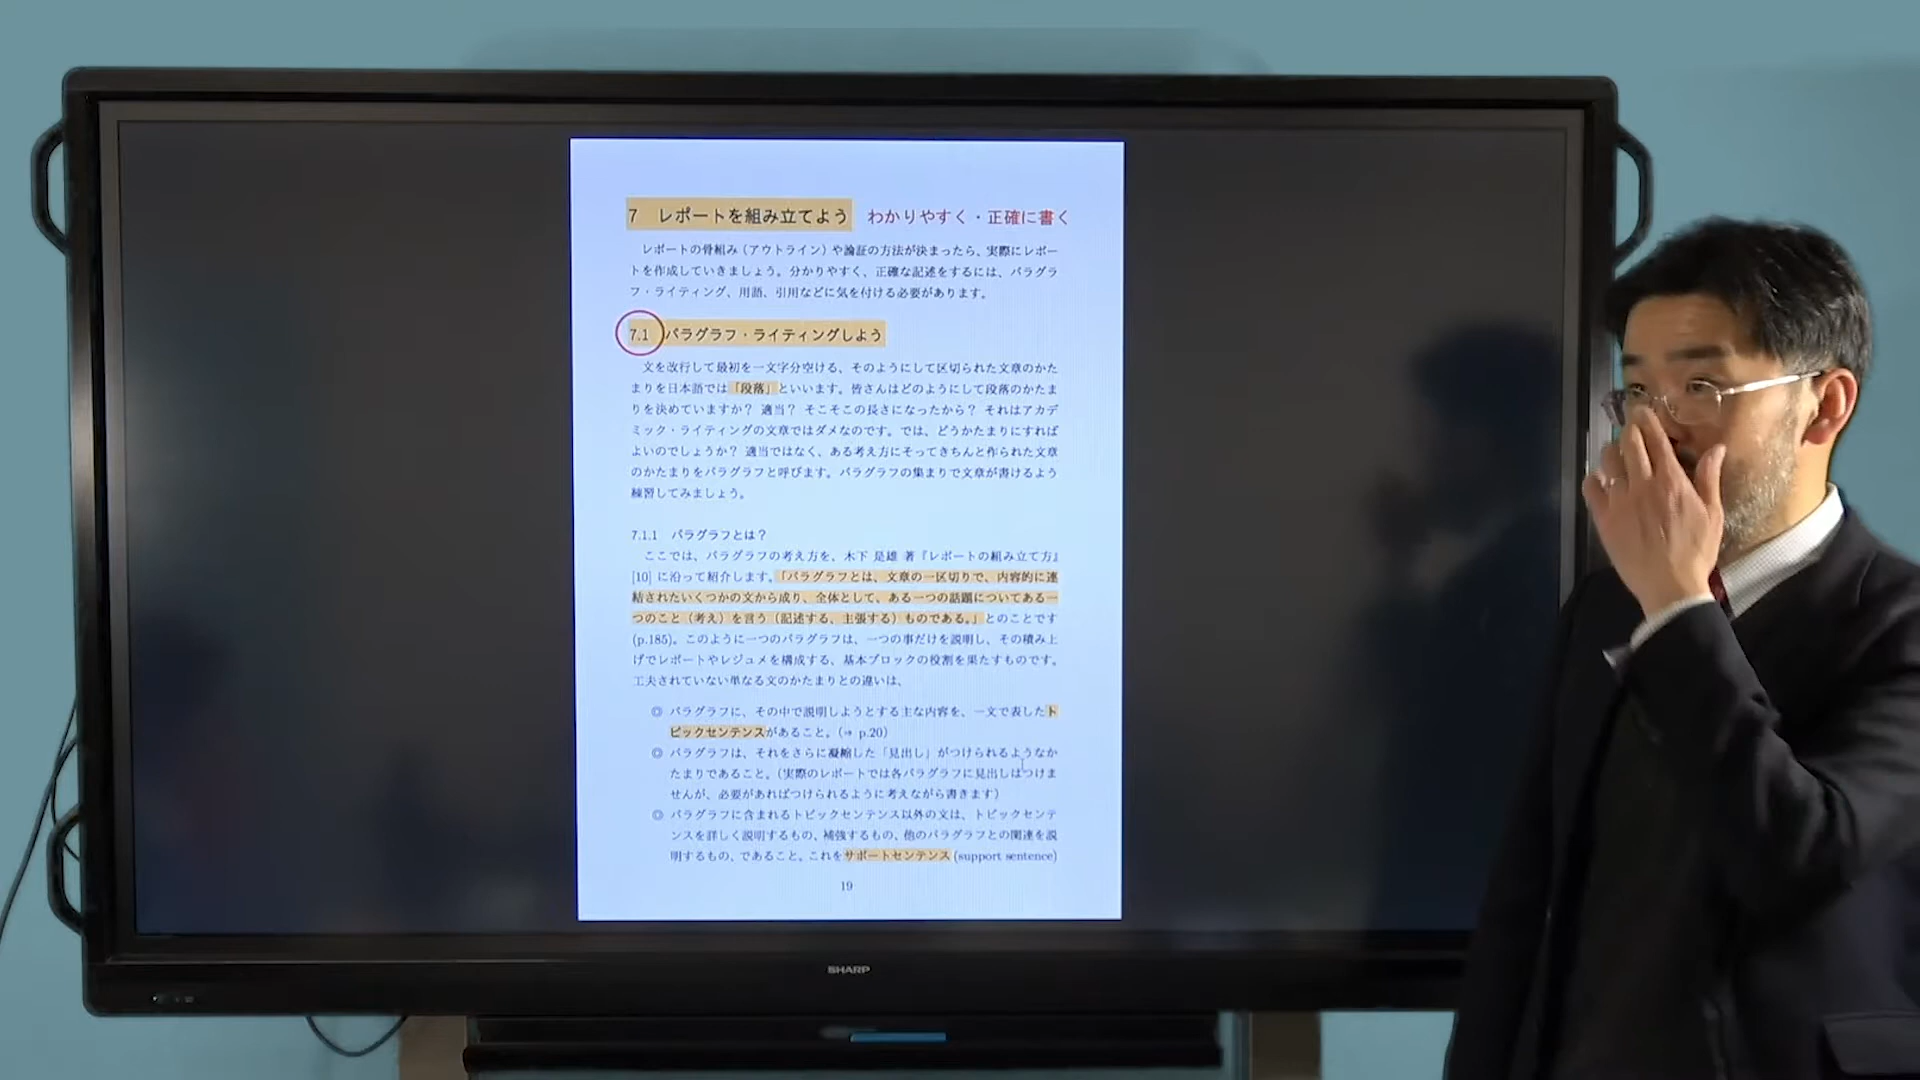 7 レポートを組み立てよう わかりやすく・正確に書く
レポートの骨組み（アウトライン）や論証の方法が決まったら、実際にレポー
トを作成していきましょう。分かりやすく、正確な記述をするには、パラグラ
フ・ライティング、用語、引用などに気を付ける必要があります。
7.1 パラグラフ・ライティングしよう
文を改行して最初を一文字分空ける、そのようにして区切られた文章のかた
まりを日本語では「段落」といいます。皆さんはどのようにして段落のかたま
りを決めていますか？ 適当？ そこそこの長さになったから？ それはアカデ
ミック・ライティングの文章ではダメなのです。では、どうかたまりにすれば
よいのでしょうか？ 適当ではなく、ある考え方にそってきちんと作られた文章
のかたまりをパラグラフと呼びます。パラグラフの集まりで文章が書けるよう
練習してみましょう。
7.1.1 パラグラフとは？
ここでは、パラグラフの考え方を、木下 是雄 著『レポートの組み立て方』
[10] に沿って紹介します。「パラグラフとは、文章の一区切りで、内容的に連
結されたいくつかの文から成り、全体として、ある一つの話題についてある一
つのこと（考え）を言う（記述する、主張する）ものである。」とのことです
(p.185)。このように一つのパラグラフは、一つの事だけを説明し、その積み上
げでレポートやレジュメを構成する、基本ブロックの役割を果たすものです。
工夫されていない単なる文のかたまりとの違いは、
◎ パラグラフに、その中で説明しようとする主な内容を、一文で表したト
ピックセンテンスがあること。(⇒ p.20)
◎ パラグラフは、それをさらに凝縮した「見出し」がつけられるようなか
たまりであること。（実際のレポートでは各パラグラフに見出しはつけま
せんが、必要があればつけられるように考えながら書きます）
◎ パラグラフに含まれるトピックセンテンス以外の文は、トピックセンテ
ンスを詳しく説明するもの、補強するもの、他のパラグラフとの関連を説
明するもの、であること、これをサポートセンテンス (support sentence)
19
SHARP